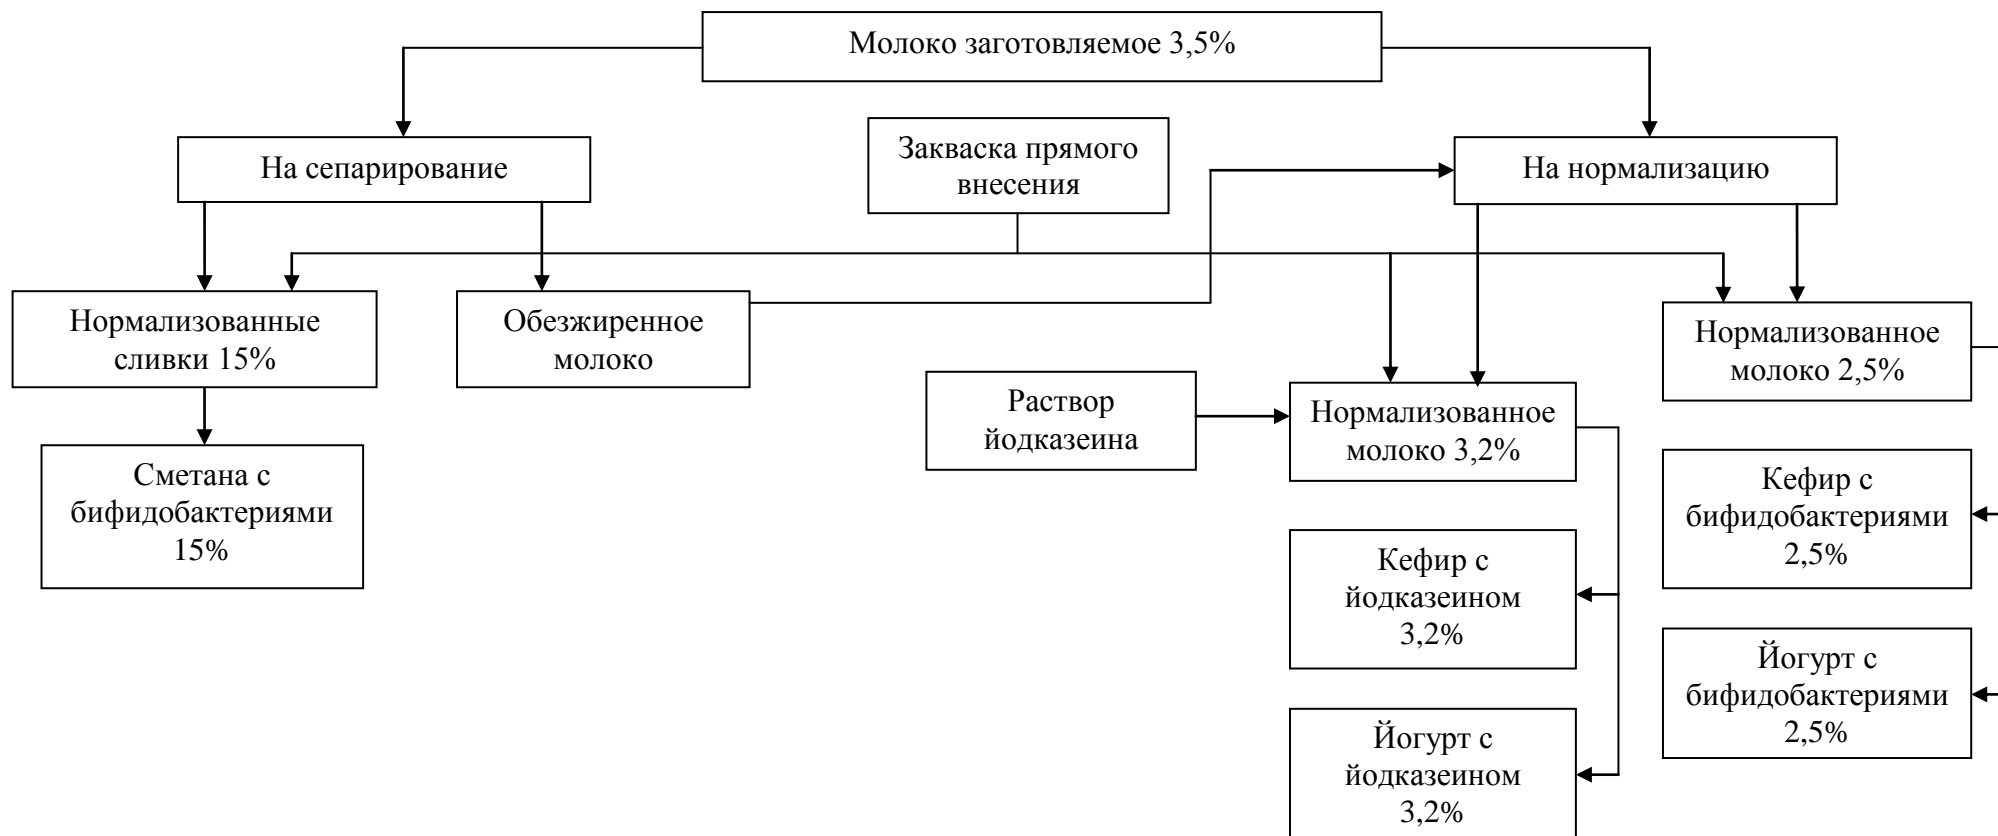 Молоко заготовляемое 3,5%
На сепарирование
Закваска прямого
внесения
На нормализацию
Нормализованные
сливки 15%
Обезжиренное
молоко
Нормализованное
молоко 2,5%
Раствор
йодказеина
Нормализованное
молоко 3,2%
Сметана с
бифидобактериями
15%
Кефир с
бифидобактериями
2,5%
Кефир с
йодказеином
3,2%
Йогурт с
бифидобактериями
2,5%
Йогурт с
йодказеином
3,2%